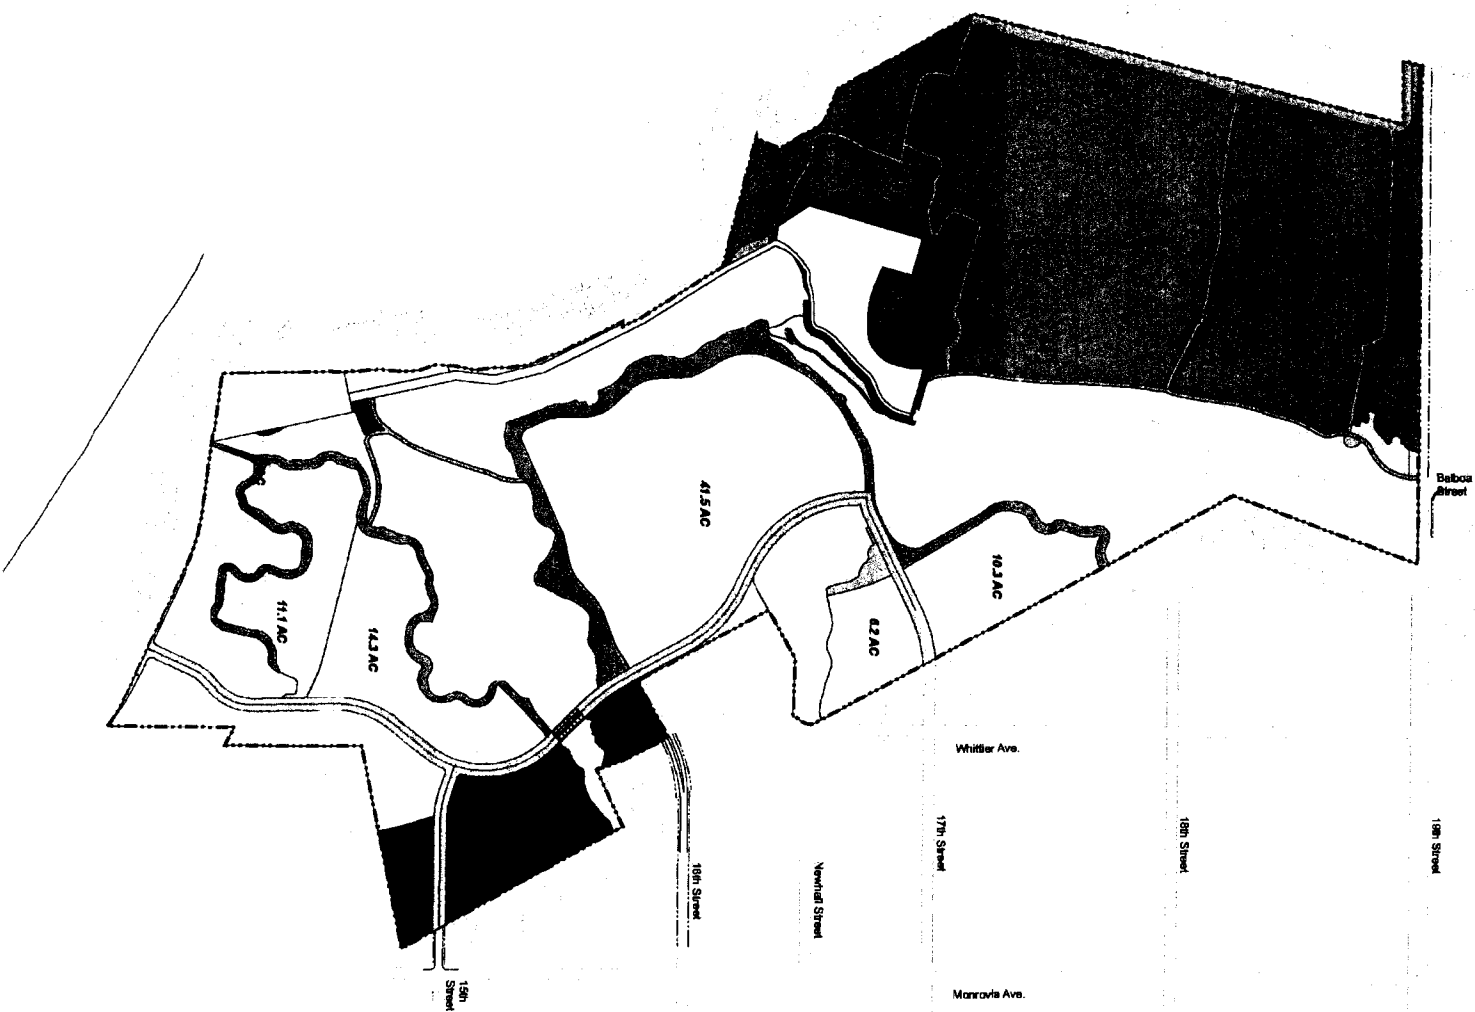 Balboa
Street
41.5 AC
10.3 AC
6.2 AC
11.1 AC
14.3 AC
Whittier Ave.
17th Street
18th Street
19th Street
16th Street
Newhall Street
15th
Street
Monrovia Ave.